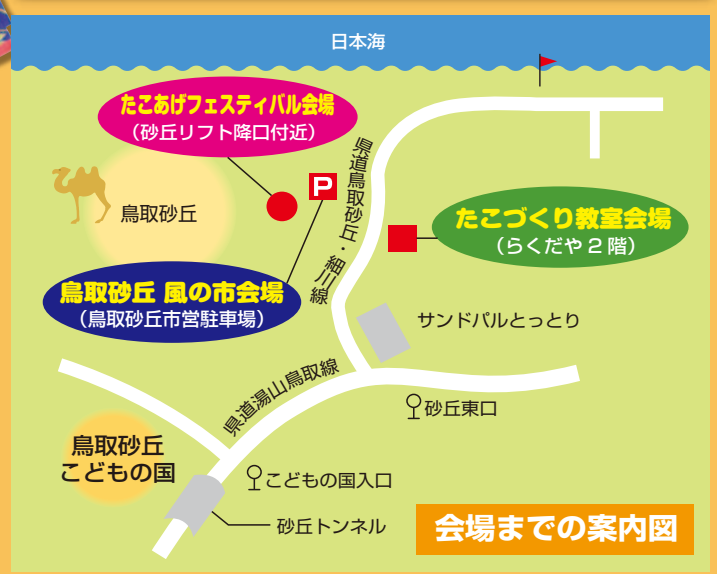 日本海
たこあげフェスティバル会場
（砂丘リフト降口付近）
P
県道鳥取砂丘・細川線
鳥取砂丘
たこづくり教室会場
（らくだや２階）
鳥取砂丘 風の市会場
（鳥取砂丘市営駐車場）
サンドパルとっとり
県道湯山鳥取線
砂丘東口
鳥取砂丘
こどもの国
こどもの国入口
砂丘トンネル
会場までの案内図